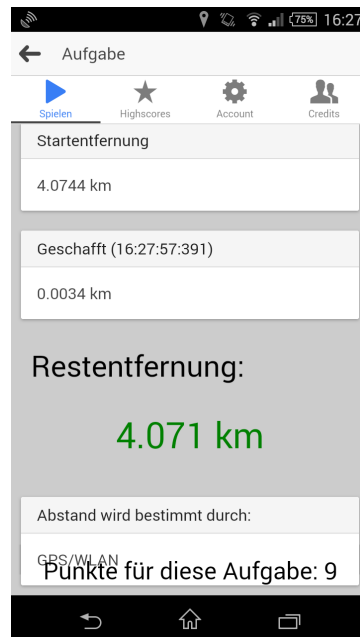 75% 16:27
Aufgabe
Spielen Highscores Account Credits
Startentfernung
4.0744 km
Geschafft (16:27:57:391)
0.0034 km
Restentfernung:
4.071 km
Abstand wird bestimmt durch:
GPS/WLAN
Punkte für diese Aufgabe: 9